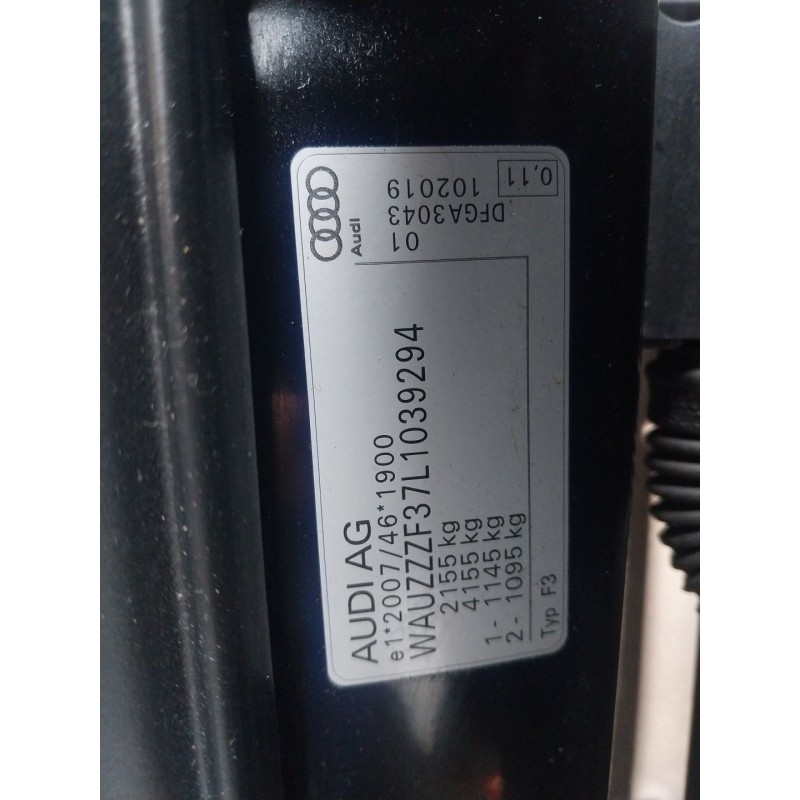 AUDI AG
e1*2007/46*1900
WAUZZZF37L1039294
2155 kg
4155 kg
1- 1145 kg
2- 1095 kg
Typ F3
Audi
01
DFGA3043
102019
0,11